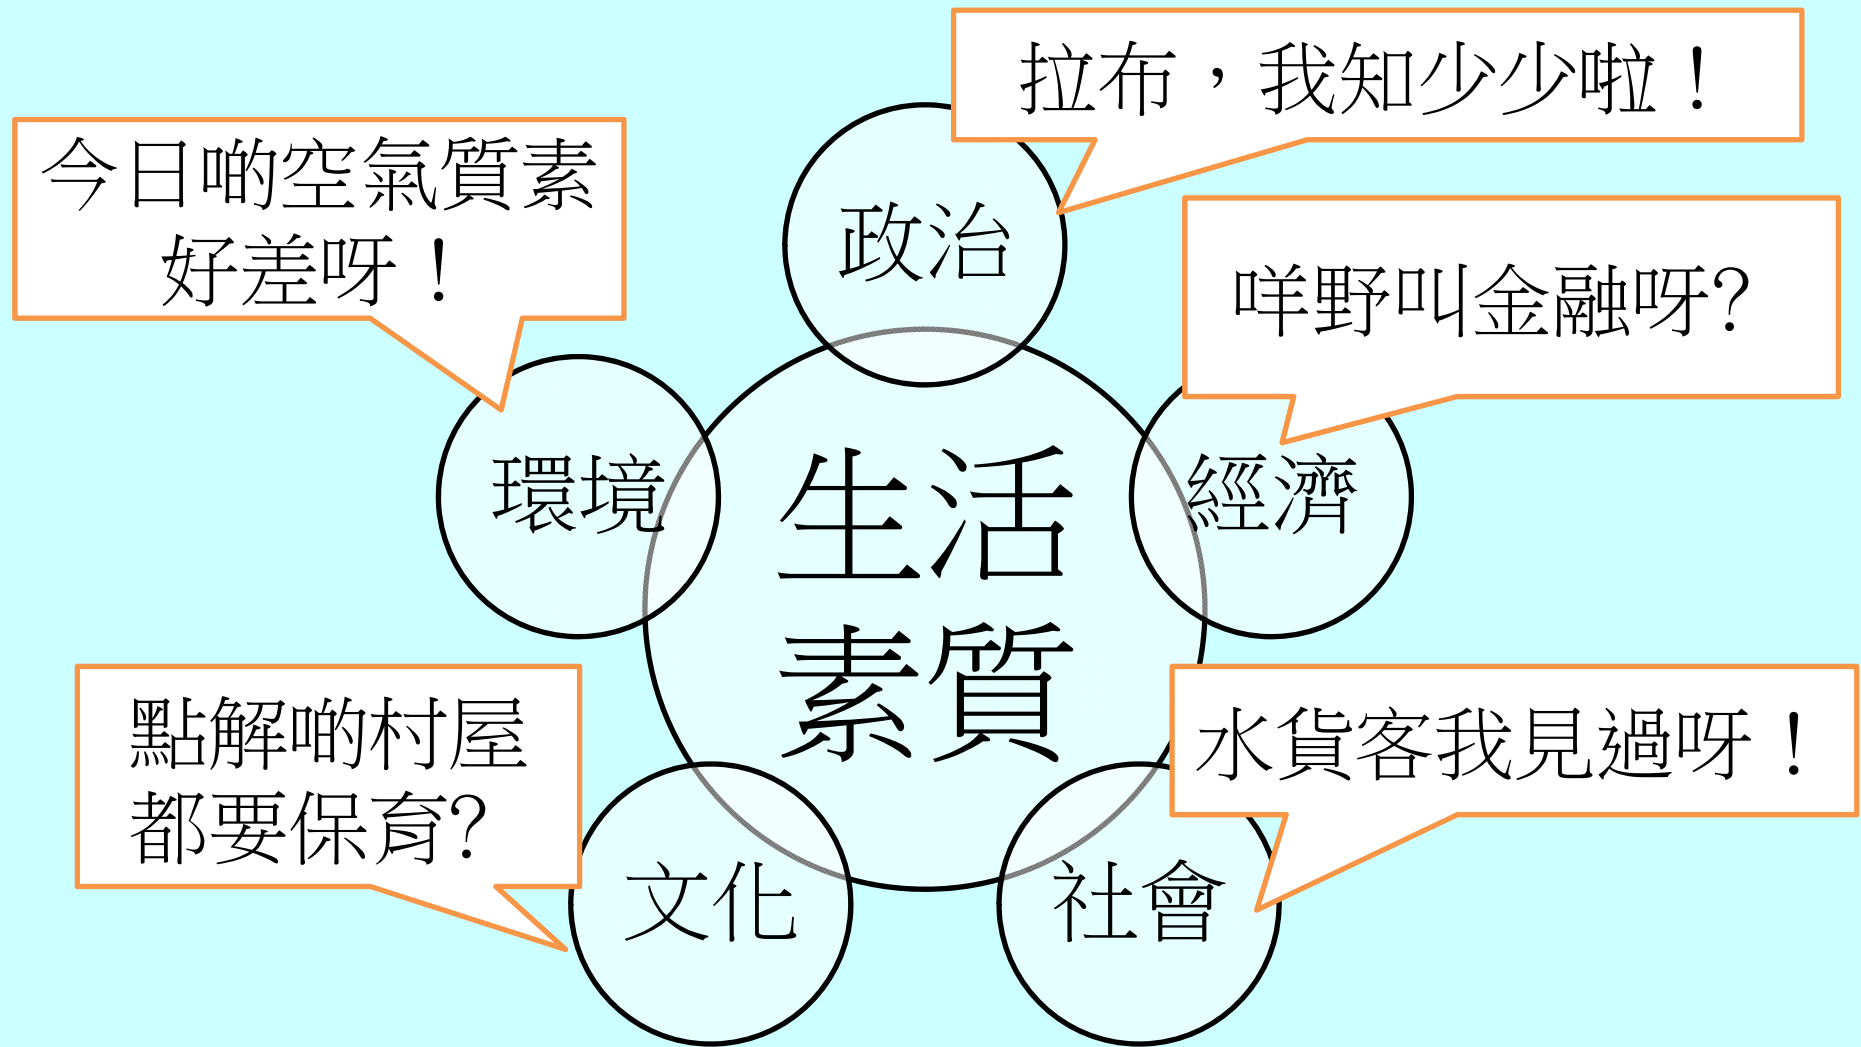 拉布，我知少少啦！
今日啲空氣質素
好差呀！
政治
咩野叫金融呀?
環境
經濟
生活
素質
點解啲村屋
都要保育?
水貨客我見過呀！
文化
社會